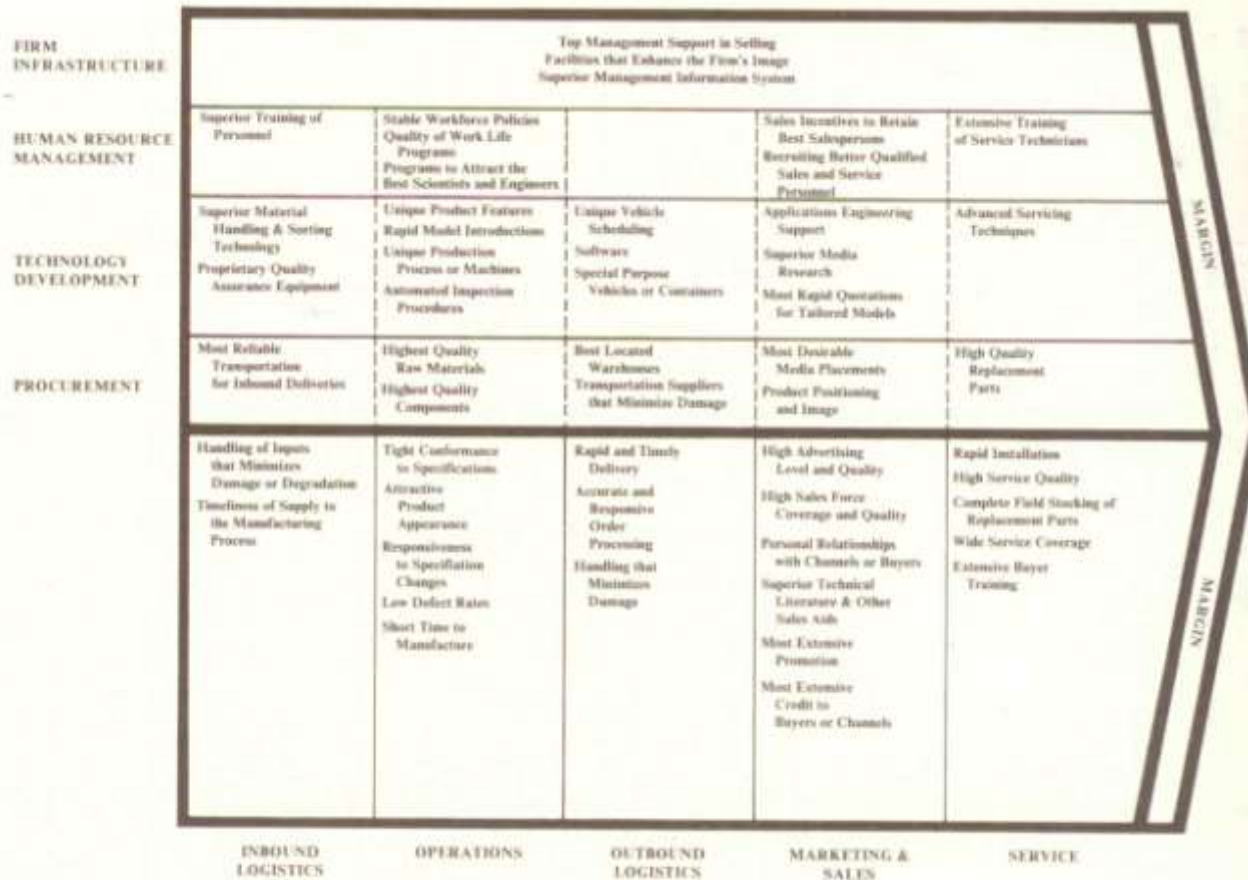 FIRM
INFRASTRUCTURE
Top Management Support in Selling
Facilities that Enhance the Firm's Image
Superior Management Information System
HUMAN RESOURCE
MANAGEMENT
Superior Training of
Personnel
Stable Workforce Policies
Quality of Work Life
Programs
Programs to Attract the
Best Scientists and Engineers
Sales Incentives to Retain
Best Salespersons
Recruiting Better Qualified
Sales and Service
Personnel
Extensive Training
of Service Technicians
TECHNOLOGY
DEVELOPMENT
Superior Material
Handling & Sorting
Technology
Proprietary Quality
Assurance Equipment
Unique Product Features
Rapid Model Introductions
Unique Production
Process or Machines
Automated Inspection
Procedures
Unique Vehicle
Scheduling
Software
Special Purpose
Vehicles or Containers
Applications Engineering
Support
Superior Media
Research
Most Rapid Quotations
for Tailored Models
Advanced Servicing
Techniques
MARGIN
PROCUREMENT
Most Reliable
Transportation
for Inbound Deliveries
Highest Quality
Raw Materials
Highest Quality
Components
Best Located
Warehouses
Transportation Suppliers
that Minimize Damage
Most Desirable
Media Placements
Product Positioning
and Image
High Quality
Replacement
Parts
Handling of Inputs
that Minimizes
Damage or Degradation
Timeliness of Supply to
the Manufacturing
Process
Tight Conformance
to Specifications
Attractive
Product
Appearance
Responsiveness
to Specifiation
Changes
Low Defect Rates
Short Time to
Manufacture
Rapid and Timely
Delivery
Accurate and
Responsive
Order
Processing
Handling that
Minimizes
Damage
High Advertising
Level and Quality
High Sales Force
Coverage and Quality
Personal Relationships
with Channels or Buyers
Superior Technical
Literature & Other
Sales Aids
Most Extensive
Promotion
Most Extensive
Credit to
Buyers or Channels
Rapid Installation
High Service Quality
Complete Field Stocking of
Replacement Parts
Wide Service Coverage
Extensive Buyer
Training
MARGIN
INBOUND
LOGISTICS
OPERATIONS
OUTBOUND
LOGISTICS
MARKETING &
SALES
SERVICE